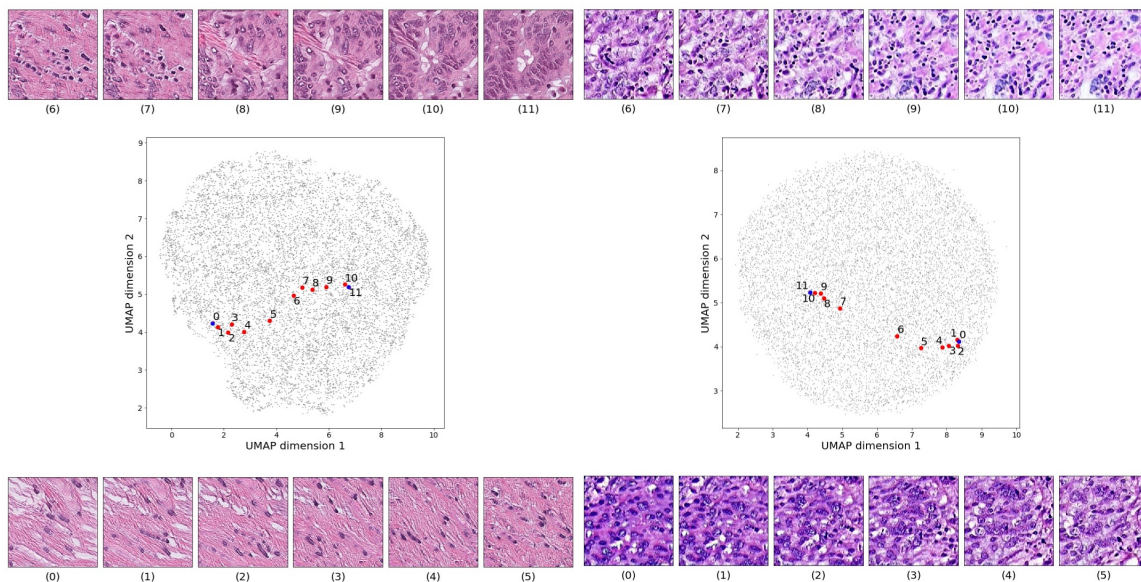 (6) (7) (8) (9) (10) (11)
(6) (7) (8) (9) (10) (11)
9
8
7
6
5
4
3
2
UMAP dimension 2
0 1 2 3 4 5 6 7 8 9 10 11
0 2 4 6 8 10
UMAP dimension 1
8
7
6
5
4
3
UMAP dimension 2
11 10 9 8 7 6 5 4 3 2 1 0
2 3 4 5 6 7 8 9 10
UMAP dimension 1
(0) (1) (2) (3) (4) (5)
(0) (1) (2) (3) (4) (5)